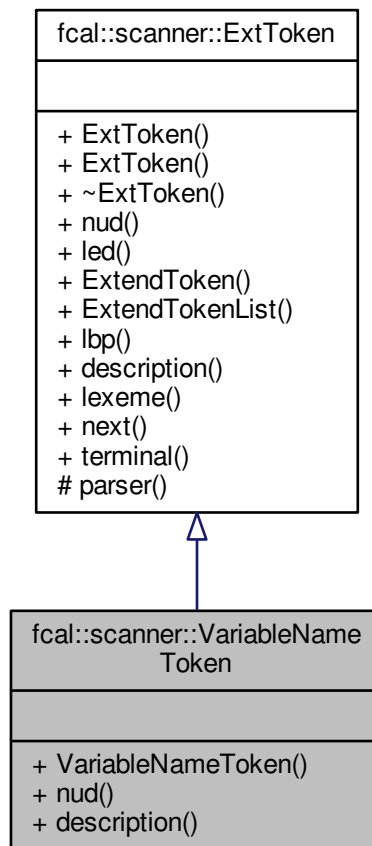 fcal::scanner::ExtToken
+ ExtToken()
+ ExtToken()
+ ~ExtToken()
+ nud()
+ led()
+ ExtendToken()
+ ExtendTokenList()
+ lbp()
+ description()
+ lexeme()
+ next()
+ terminal()
# parser()
fcal::scanner::VariableName
Token
+ VariableNameToken()
+ nud()
+ description()